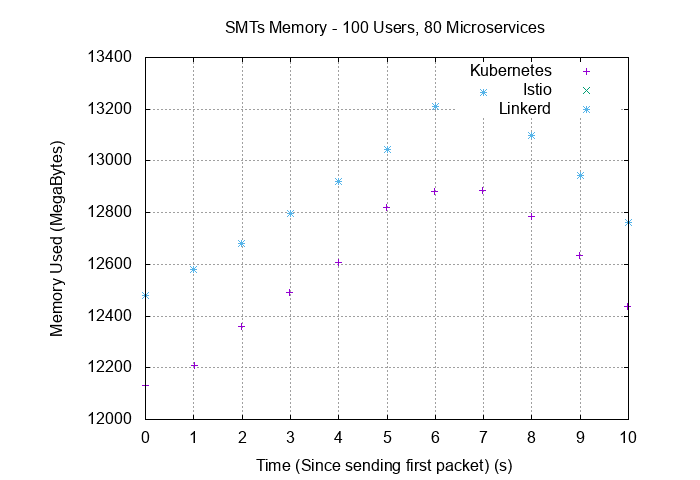 SMTs Memory - 100 Users, 80 Microservices
13400
13200
13000
12800
12600
12400
12200
12000
Memory Used (MegaBytes)
Kubernetes
Istio
Linkerd
0 1 2 3 4 5 6 7 8 9 10
Time (Since sending first packet) (s)